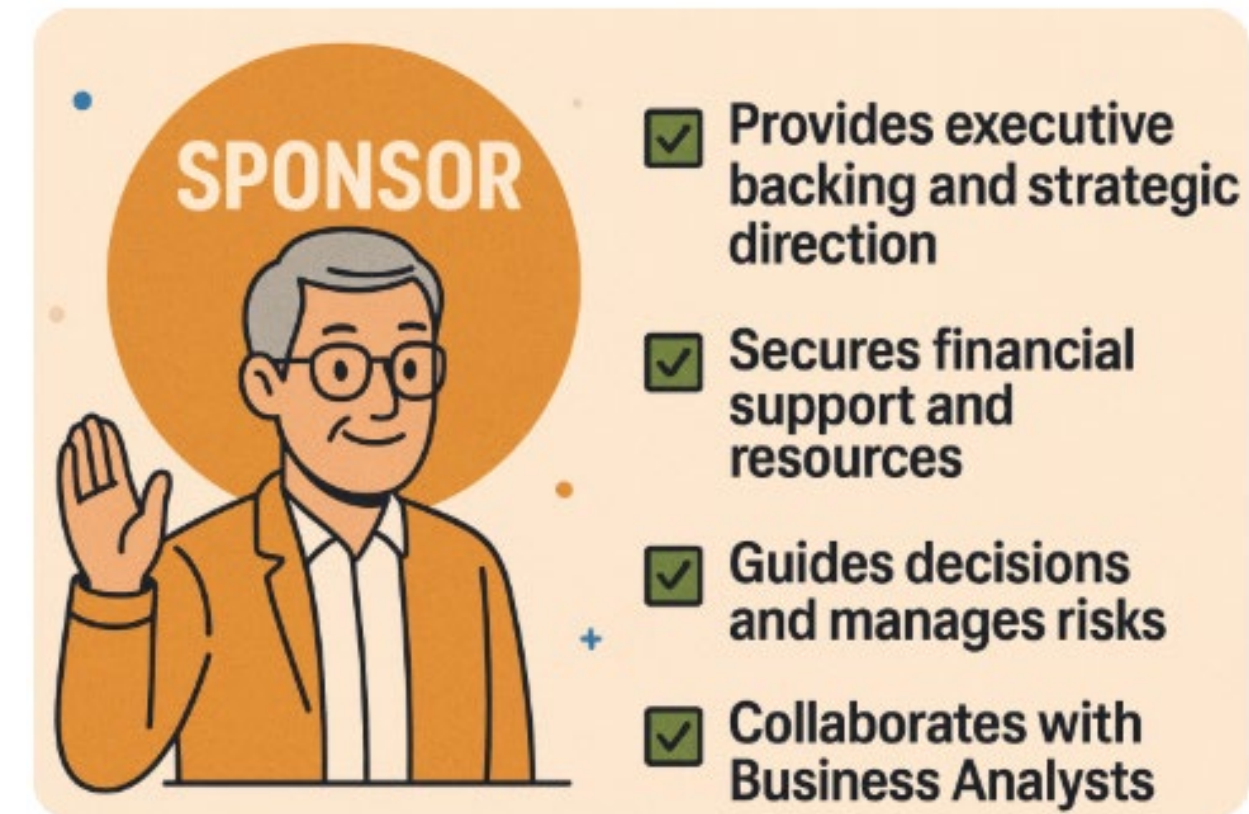 SPONSOR
Provides executive
backing and strategic
direction
Secures financial
support and
resources
Guides decisions
and manages risks
Collaborates with
Business Analysts